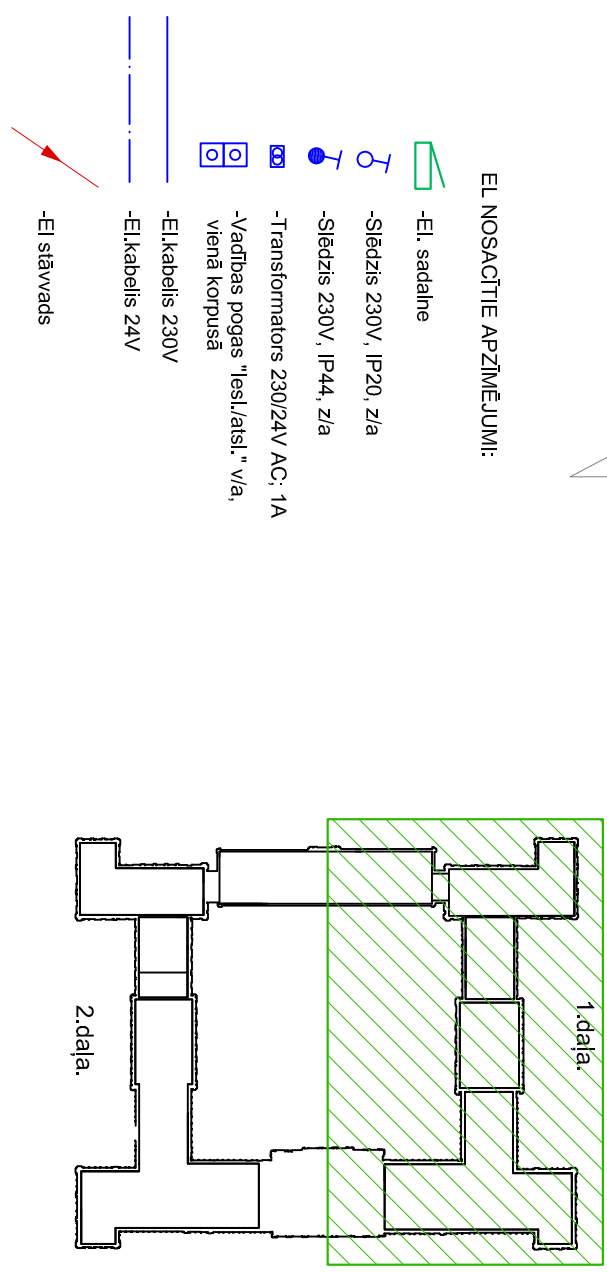 EL NOSACĪTIE APZĪMĒJUMI:
-El. sadalne
-Slēdzis 230V, IP20, z/a
-Slēdzis 230V, IP44, z/a
-Transformators 230/24V AC; 1A
-Vadības pogas "Iesl./atsl." v/a,
vienā korpusā
-El.kabelis 230V
-El.kabelis 24V
-El stāvvads
1.daļa.
2.daļa.